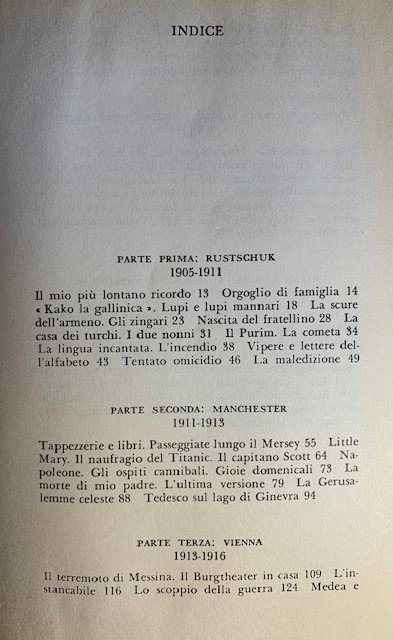 INDICE
PARTE PRIMA: RUSTSCHUK
1905-1911
Il mio più lontano ricordo 13 Orgoglio di famiglia 14
« Kako la gallinica ». Lupi e lupi mannari 18 La scure
dell'armeno. Gli zingari 23 Nascita del fratellino 28 La
casa dei turchi. I due nonni 31 Il Purim. La cometa 34
La lingua incantata. L'incendio 38 Vipere e lettere del-
l'alfabeto 43 Tentato omicidio 46 La maledizione 49
PARTE SECONDA: MANCHESTER
1911-1913
Tappezzerie e libri. Passeggiate lungo il Mersey 55 Little
Mary. Il naufragio del Titanic. Il capitano Scott 64 Na-
poleone. Gli ospiti cannibali. Gioie domenicali 73 La
morte di mio padre. L'ultima versione 79 La Gerusa-
lemme celeste 88 Tedesco sul lago di Ginevra 94
PARTE TERZA: VIENNA
1913-1916
Il terremoto di Messina. Il Burgtheater in casa 109 L'in-
stancabile 116 Lo scoppio della guerra 124 Medea e